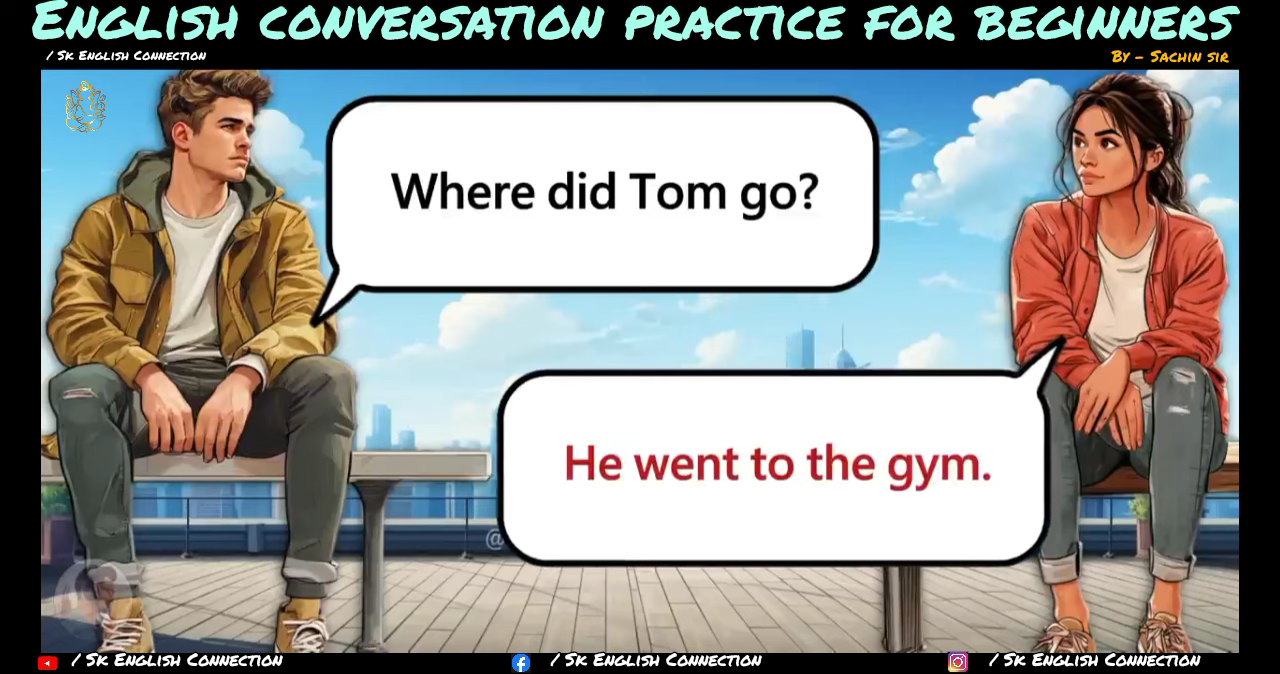 English conversation practice for beginners
/ Sk English Connection
By - Sachin sir
Where did Tom go?
He went to the gym.
@
/ Sk English Connection
/ Sk English Connection
/ Sk English Connection